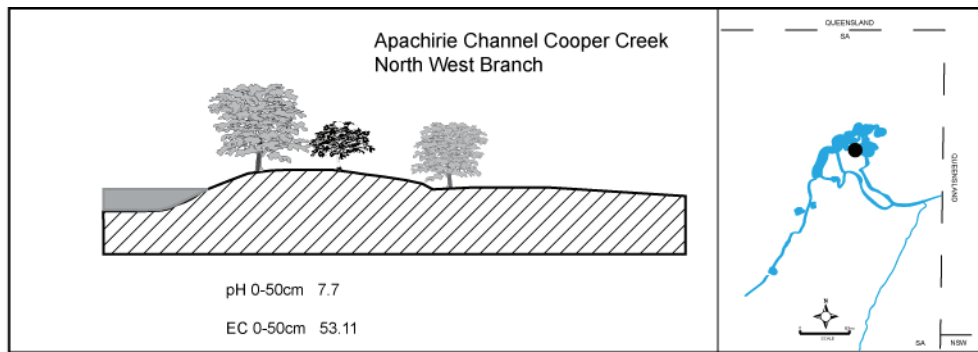 Apachirie Channel Cooper Creek
North West Branch
pH 0-50cm 7.7
EC 0-50cm 53.11
QUEENSLAND
SA
QUEENSLAND
N
SCALE
SA
NSW